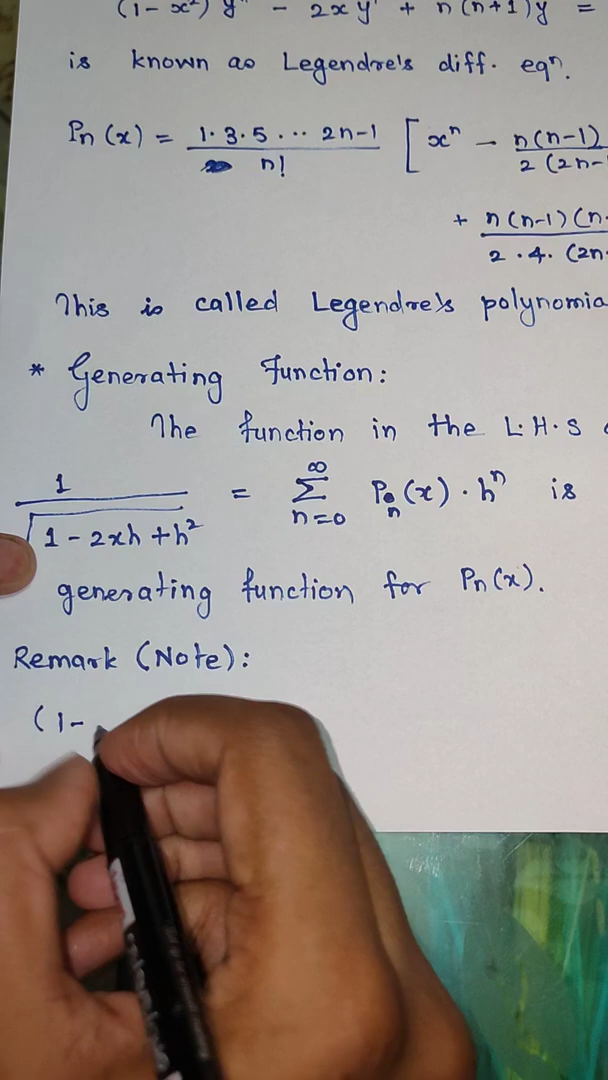 (1-x²) y" - 2xy' + n(n+1)y =
is known as Legendre's diff. eqn.
Pn(x) = 1.3.5 ... 2n-1 / n! [xⁿ - n(n-1) / 2(2n-
+ n(n-1)(n- / 2.4.(2n-
This is called Legendre's polynomia
* Generating Function:
The function in the L.H.S
1 / √(1-2xh+h²) = ∞ Σ n=0 Pn(x).hⁿ is
generating function for Pn(x).
Remark (Note):
(1-